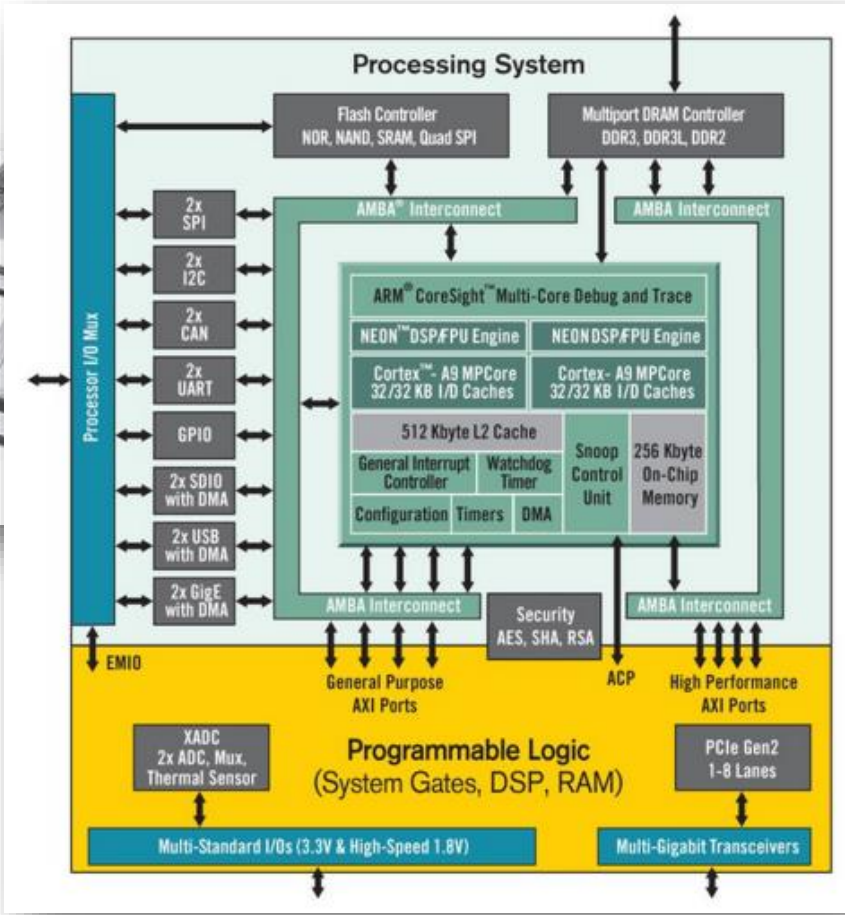 Processing System
Flash Controller
NOR, NAND, SRAM, Quad SPI
Multiport DRAM Controller
DDR3, DDR3L, DDR2
AMBA® Interconnect
AMBA Interconnect
Processor I/O Mux
2x
SPI
2x
I2C
2x
CAN
2x
UART
GPIO
2x SDIO
with DMA
2x USB
with DMA
2x GigE
with DMA
ARM® CoreSight™ Multi-Core Debug and Trace
NEON™ DSP/FPU Engine
NEON DSP/FPU Engine
Cortex™- A9 MPCore
32/32 KB I/D Caches
Cortex- A9 MPCore
32/32 KB I/D Caches
512 Kbyte L2 Cache
General Interrupt
Controller
Watchdog
Timer
Configuration
Timers
DMA
Snoop
Control
Unit
256 Kbyte
On-Chip
Memory
AMBA Interconnect
Security
AES, SHA, RSA
AMBA Interconnect
EMIO
General Purpose
AXI Ports
ACP
High Performance
AXI Ports
XADC
2x ADC, Mux,
Thermal Sensor
Programmable Logic
(System Gates, DSP, RAM)
PCIe Gen2
1-8 Lanes
Multi-Standard I/Os (3.3V & High-Speed 1.8V)
Multi-Gigabit Transceivers